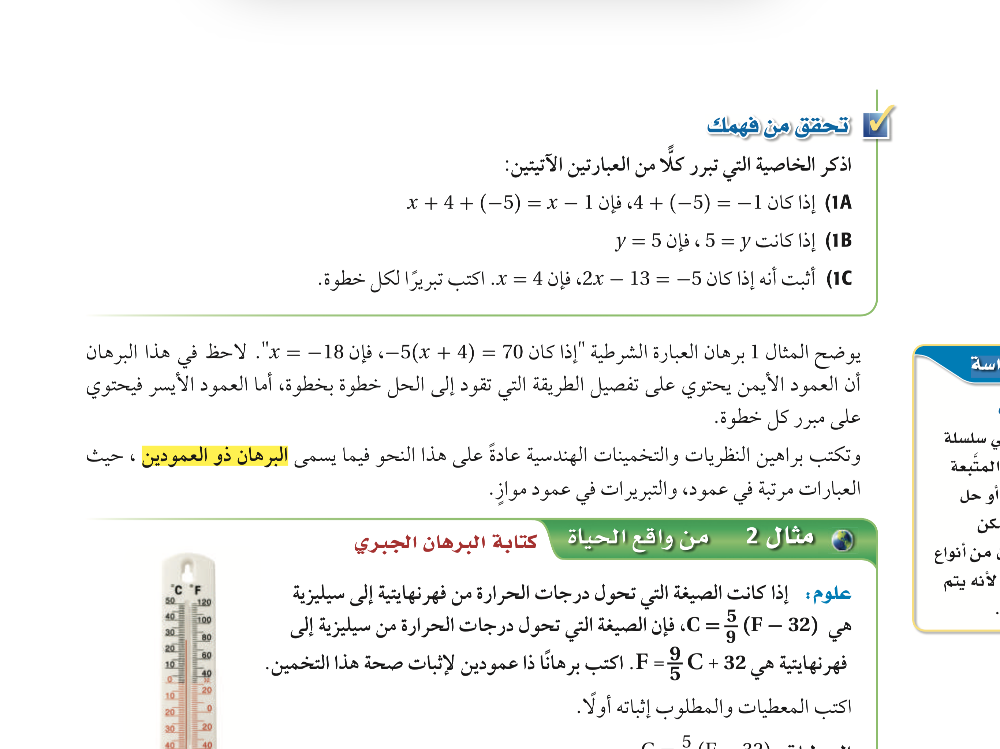 تحقق من فهمك
اذكر الخاصية التي تبرر كلًّا من العبارتين الآتيتين:
1A) إذا كان 4 + (−5) = −1، فإن x + 4 + (−5) = x − 1
1B) إذا كانت 5 = y ، فإن y = 5
1C) أثبت أنه إذا كان 2x − 13 = −5، فإن x = 4. اكتب تبريرًا لكل خطوة.
يوضح المثال 1 برهان العبارة الشرطية "إذا كان −5(x + 4) = 70، فإن x = −18". لاحظ في هذا البرهان
أن العمود الأيمن يحتوي على تفصيل الطريقة التي تقود إلى الحل خطوة بخطوة، أما العمود الأيسر فيحتوي
على مبرر كل خطوة.
وتكتب براهين النظريات والتخمينات الهندسية عادةً على هذا النحو فيما يسمى البرهان ذو العمودين ، حيث
العبارات مرتبة في عمود، والتبريرات في عمود موازٍ.
مثال 2 من واقع الحياة كتابة البرهان الجبري
علوم: إذا كانت الصيغة التي تحول درجات الحرارة من فهرنهايتية إلى سيليزية
هي C = 5/9 (F − 32)، فإن الصيغة التي تحول درجات الحرارة من سيليزية إلى
فهرنهايتية هي F = 9/5 C + 32. اكتب برهانًا ذا عمودين لإثبات صحة هذا التخمين.
اكتب المعطيات والمطلوب إثباته أولًا.
°C °F
50 120
40 100
30 80
20 60
10 40
0 32
10 20
20 0
30 20
40 40
سلسلة
المتَّبعة
أو حل
من أنواع
لأنه يتم